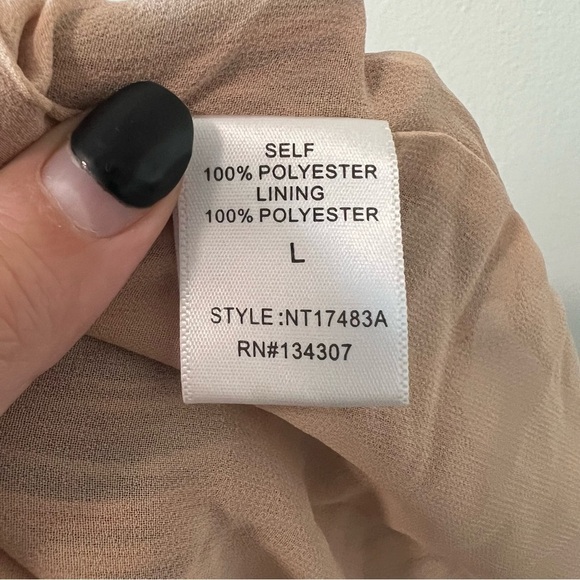 SELF
100% POLYESTER
LINING
100% POLYESTER
L
STYLE:NT17483A
RN#134307